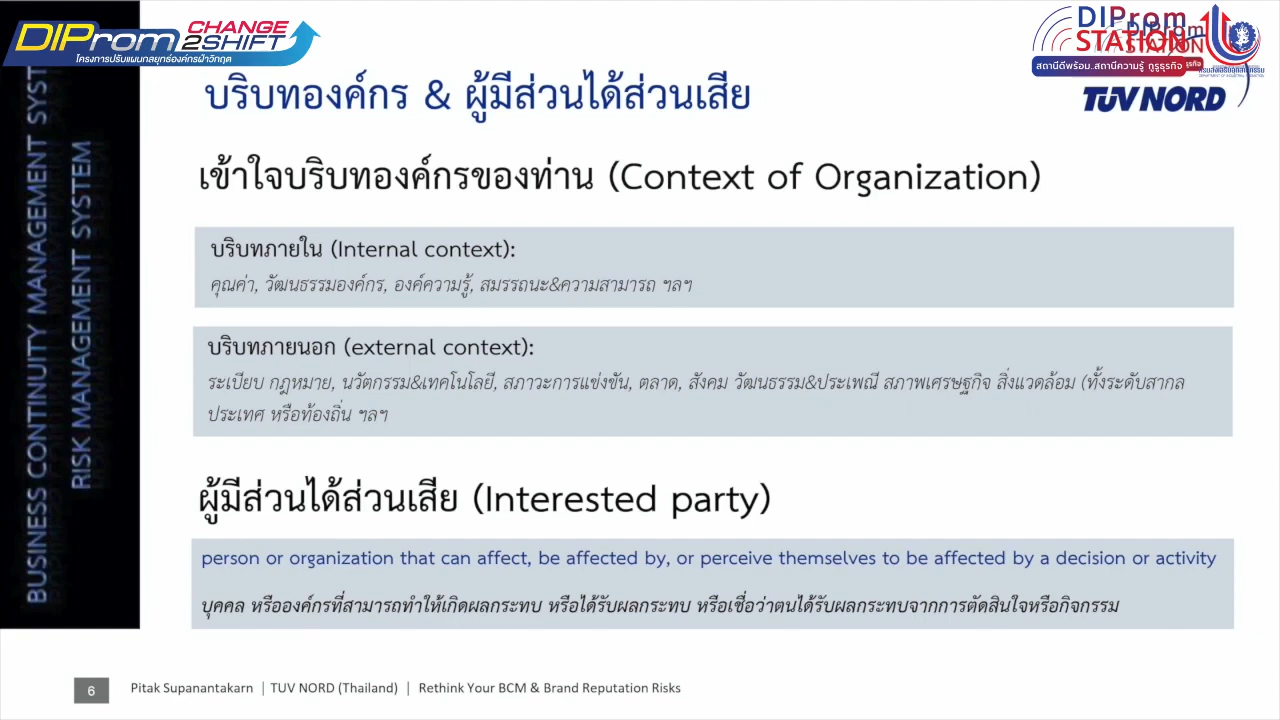 DIProm CHANGE 2SHIFT
โครงการปรับแผนกลยุทธ์องค์กรฝ่าวิกฤต
DIProm
STATION
สถานีดีพร้อม..สถานีความรู้ กูรูธุรกิจ
TÜV NORD
BUSINESS CONTINUITY MANAGEMENT SYST
RISK MANAGEMENT SYSTEM
บริบทองค์กร & ผู้มีส่วนได้ส่วนเสีย
เข้าใจบริบทองค์กรของท่าน (Context of Organization)
บริบทภายใน (Internal context):
คุณค่า, วัฒนธรรมองค์กร, องค์ความรู้, สมรรถนะ&ความสามารถ ฯลฯ
บริบทภายนอก (external context):
ระเบียบ กฎหมาย, นวัตกรรม&เทคโนโลยี, สภาวะการแข่งขัน, ตลาด, สังคม วัฒนธรรม&ประเพณี สภาพเศรษฐกิจ สิ่งแวดล้อม (ทั้งระดับสากล
ประเทศ หรือท้องถิ่น ฯลฯ
ผู้มีส่วนได้ส่วนเสีย (Interested party)
person or organization that can affect, be affected by, or perceive themselves to be affected by a decision or activity
บุคคล หรือองค์กรที่สามารถทำให้เกิดผลกระทบ หรือได้รับผลกระทบ หรือเชื่อว่าตนได้รับผลกระทบจากการตัดสินใจหรือกิจกรรม
6 Pitak Supanantakarn | TUV NORD (Thailand) | Rethink Your BCM & Brand Reputation Risks